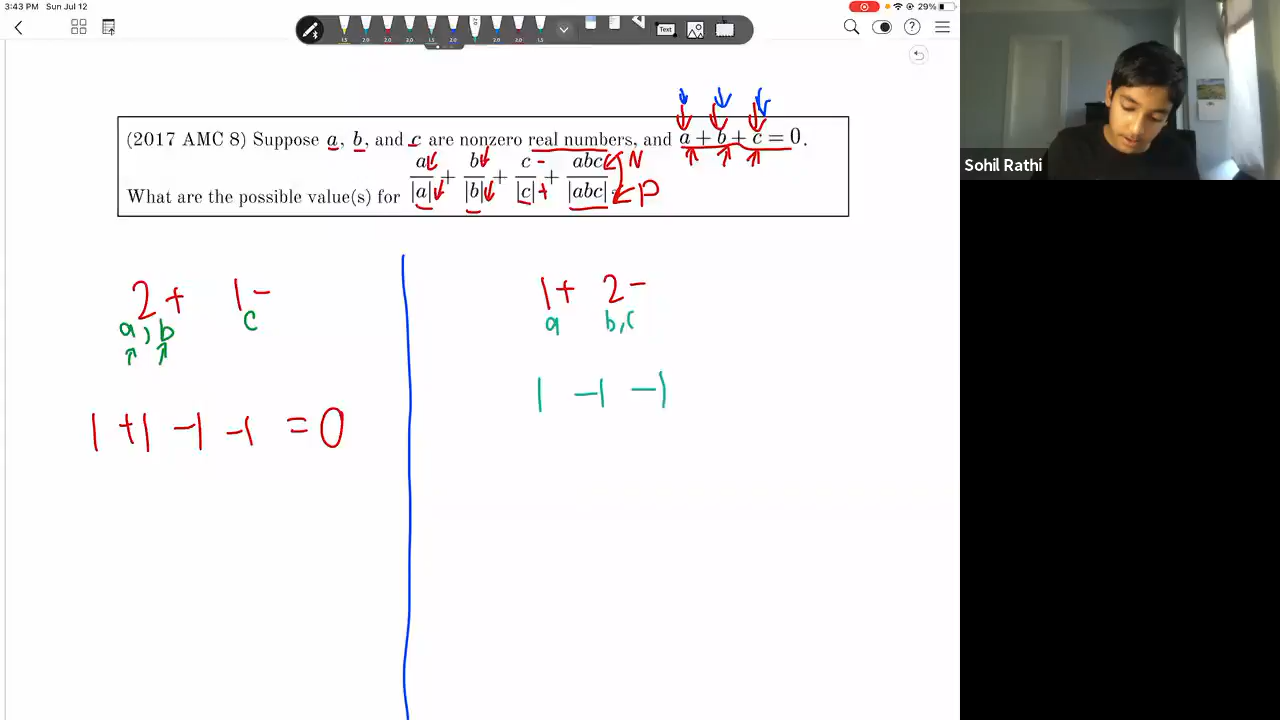 3:43 PM Sun Jul 12
29%
Text
(2017 AMC 8) Suppose a, b, and c are nonzero real numbers, and a + b + c = 0.
What are the possible value(s) for a/|a| + b/|b| + c/|c| + abc/|abc|
- N
+ P
2+ 1-
a, b c
1 +1 -1 -1 = 0
1+ 2-
a b,c
1 -1 -1
Sohil Rathi